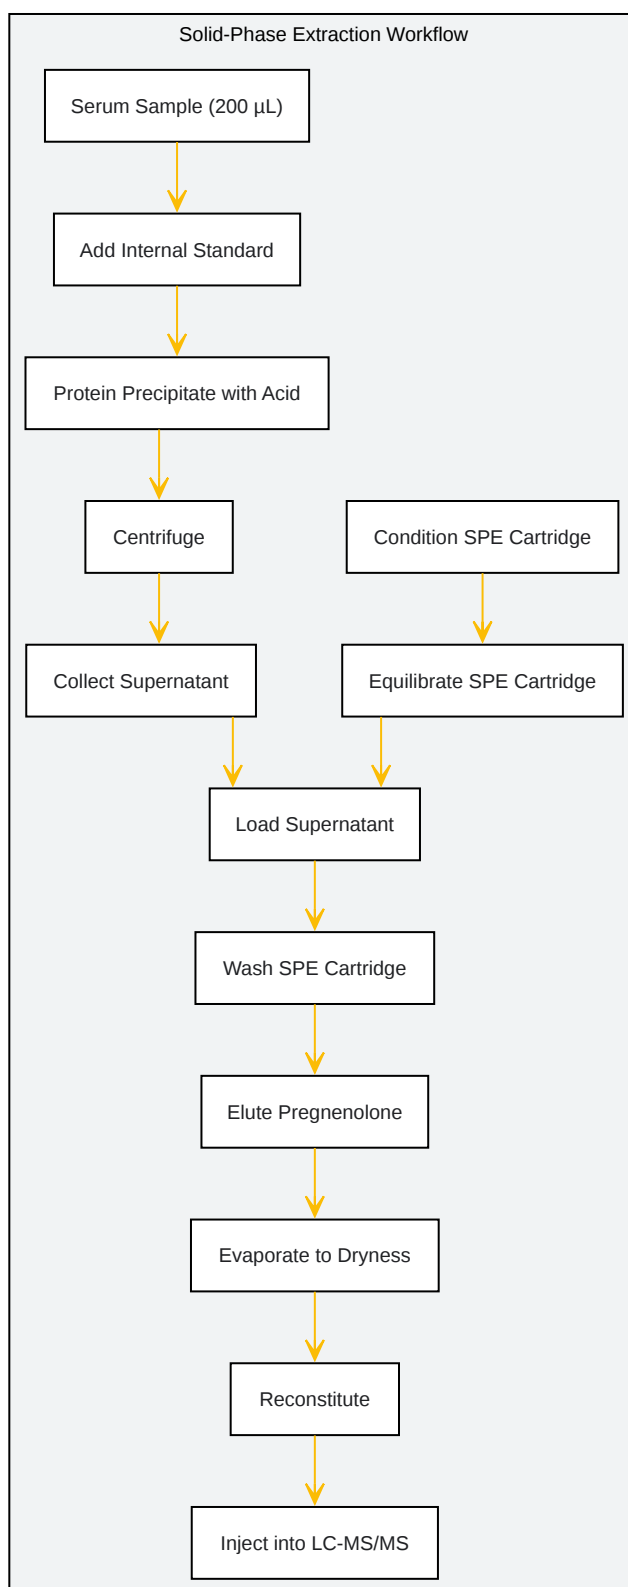 Solid-Phase Extraction Workflow
Serum Sample (200 µL)
Add Internal Standard
Protein Precipitate with Acid
Centrifuge
Condition SPE Cartridge
Collect Supernatant
Equilibrate SPE Cartridge
Load Supernatant
Wash SPE Cartridge
Elute Pregnenolone
Evaporate to Dryness
Reconstitute
Inject into LC-MS/MS